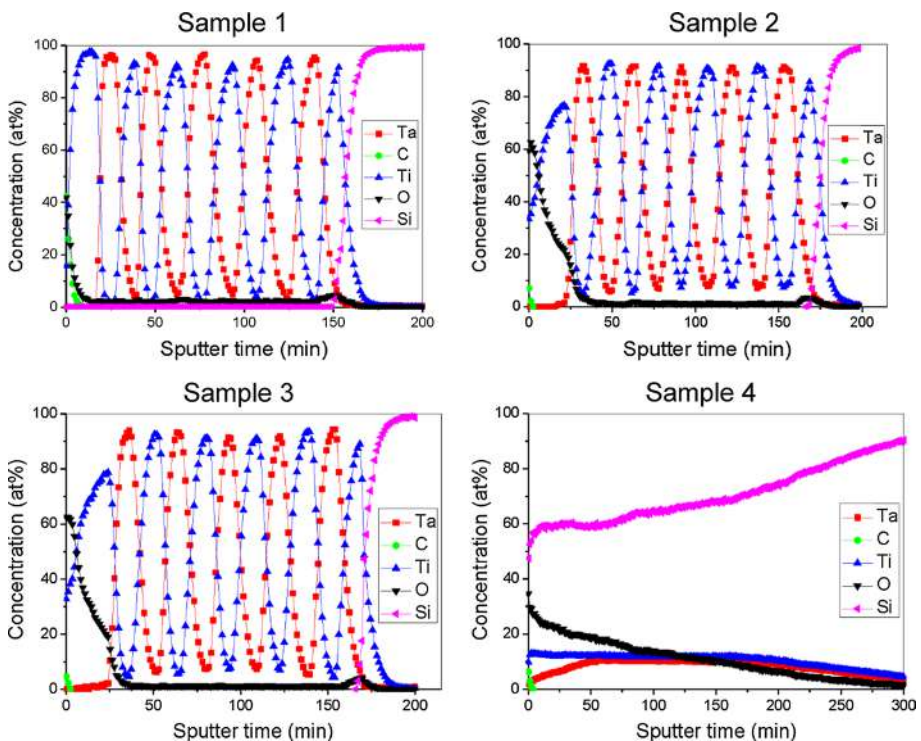 Sample 1
Concentration (at%)
100
80
60
40
20
0
Ta
C
Ti
O
Si
0
50
100
150
200
Sputter time (min)
Sample 2
Concentration (at%)
100
80
60
40
20
0
Ta
C
Ti
O
Si
0
50
100
150
200
Sputter time (min)
Sample 3
Concentration (at%)
100
80
60
40
20
0
Ta
C
Ti
O
Si
0
50
100
150
200
Sputter time (min)
Sample 4
Concentration (at%)
100
80
60
40
20
0
Ta
C
Ti
O
Si
0
50
100
150
200
250
300
Sputter time (min)